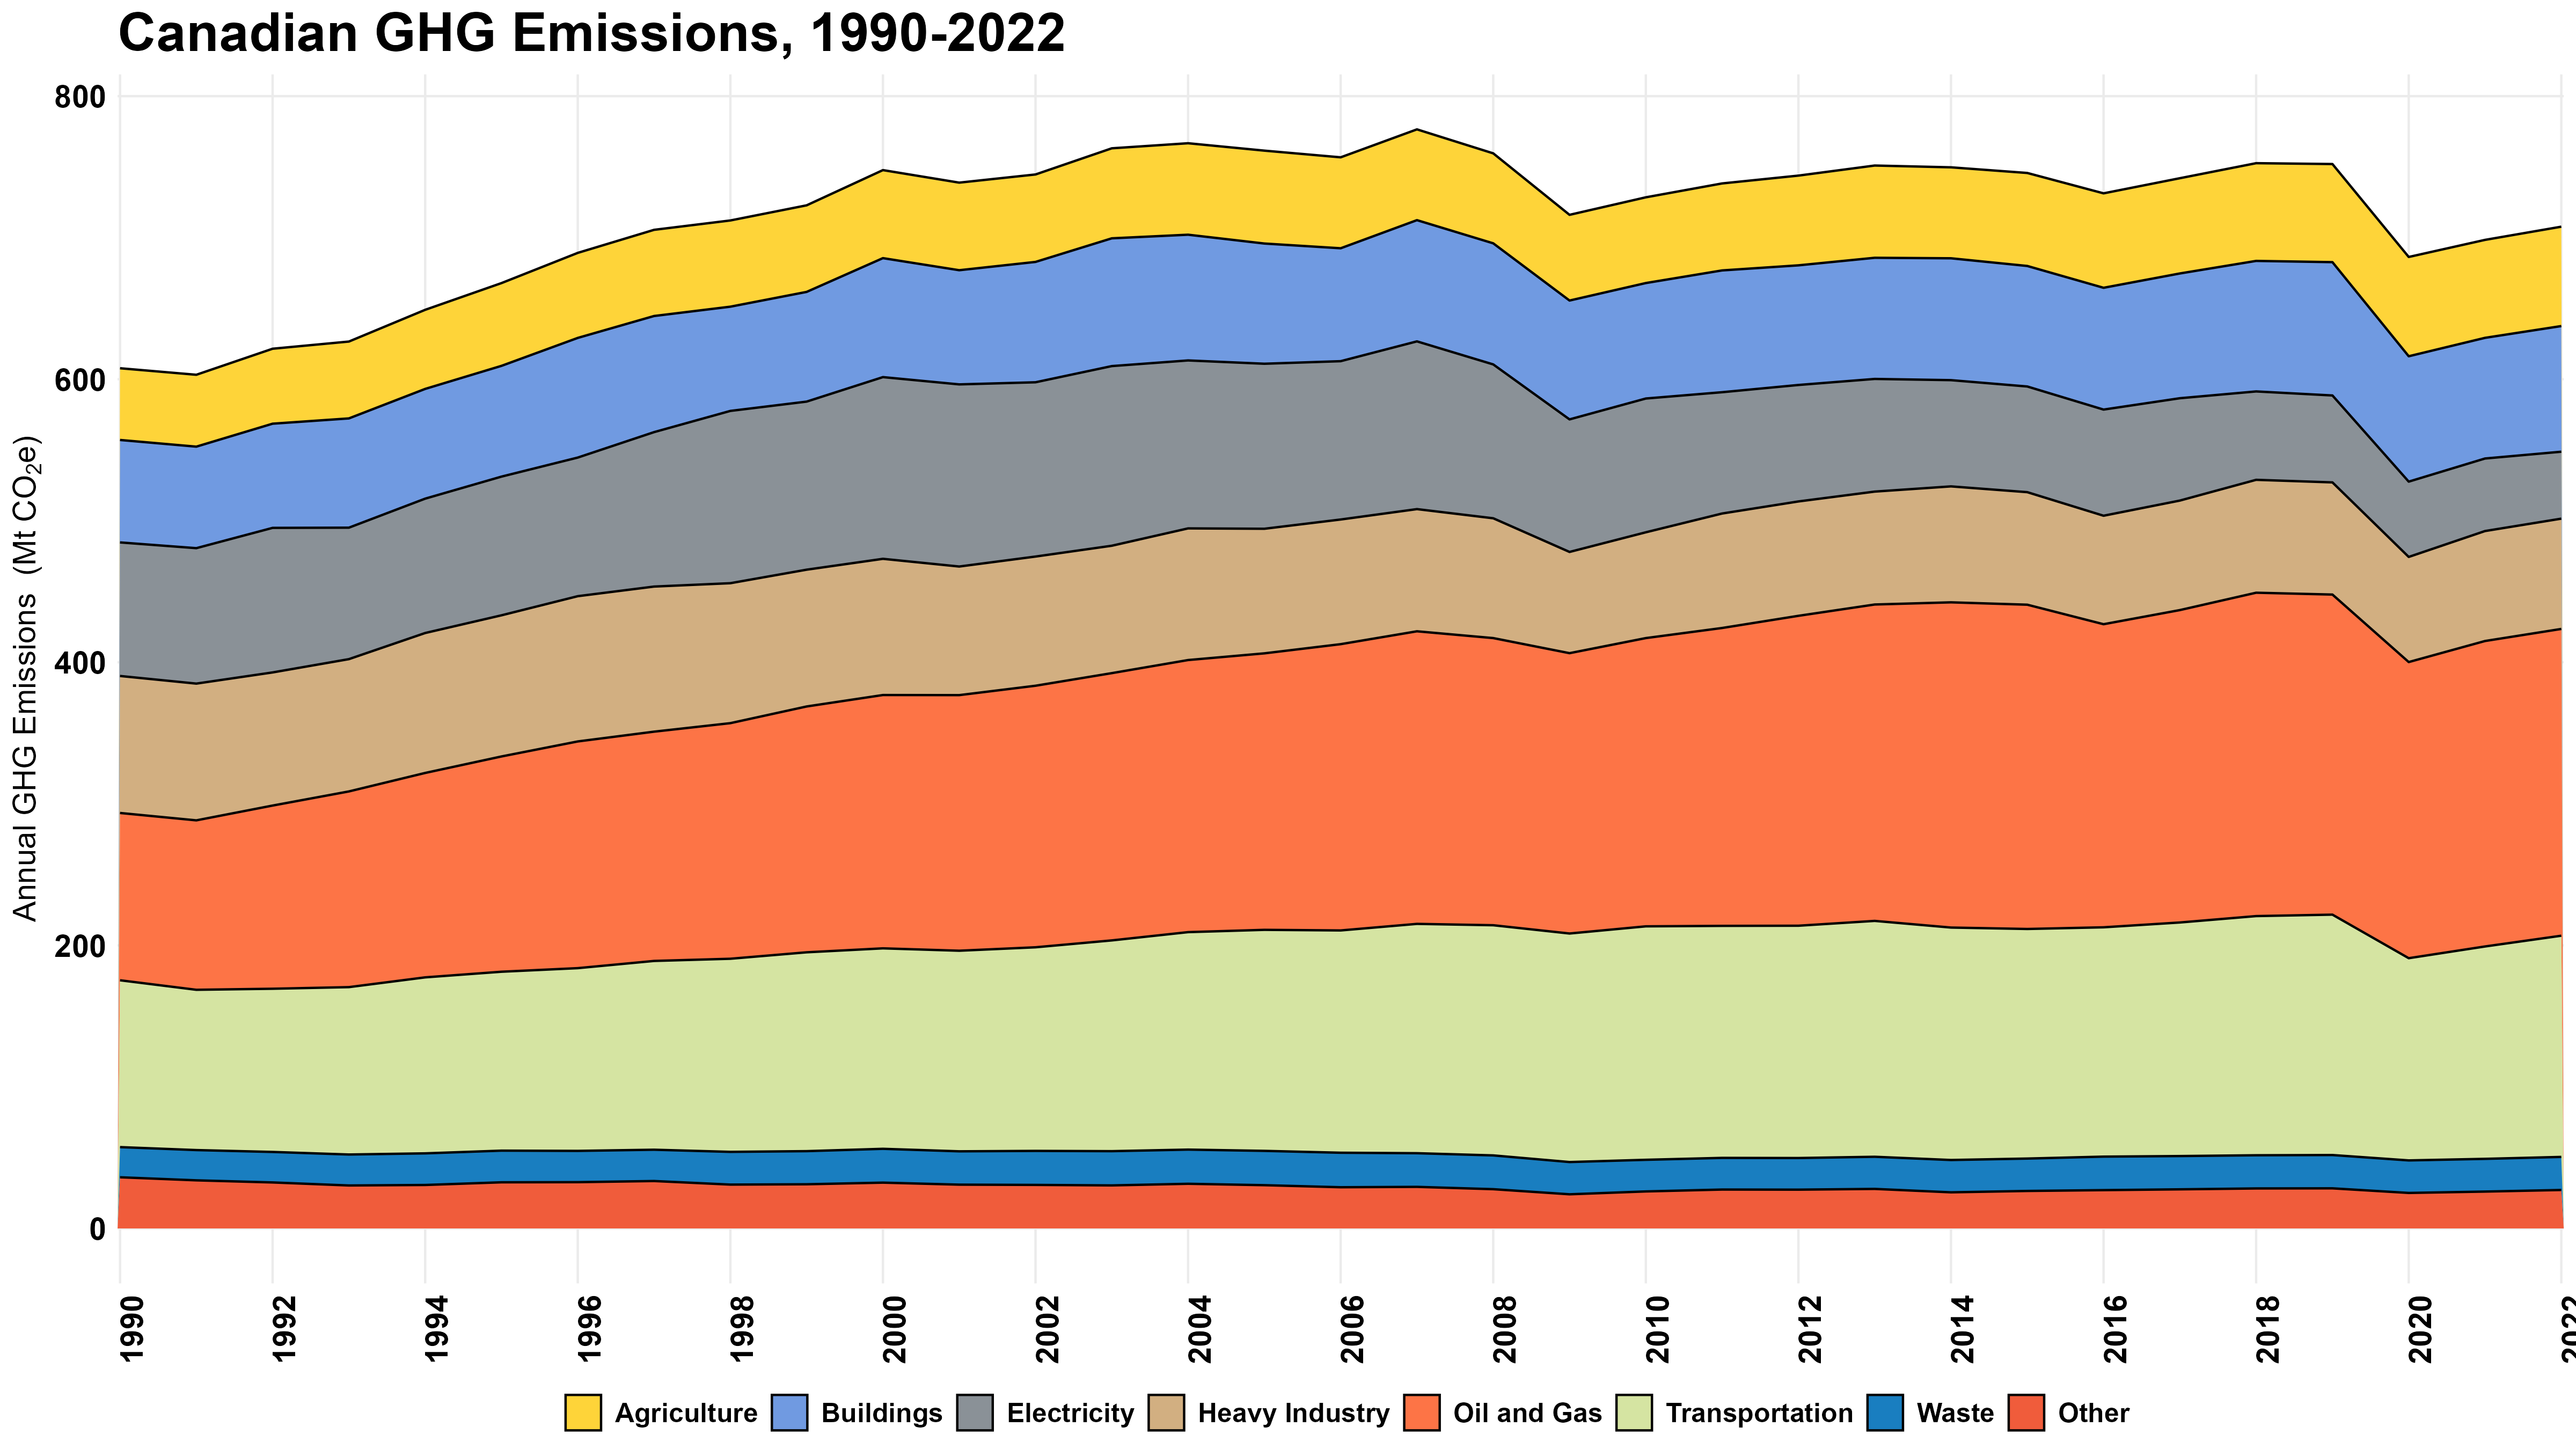 Canadian GHG Emissions, 1990-2022
Annual GHG Emissions (Mt CO₂e)
800
600
400
200
0
1990
1992
1994
1996
1998
2000
2002
2004
2006
2008
2010
2012
2014
2016
2018
2020
2022
Agriculture
Buildings
Electricity
Heavy Industry
Oil and Gas
Transportation
Waste
Other